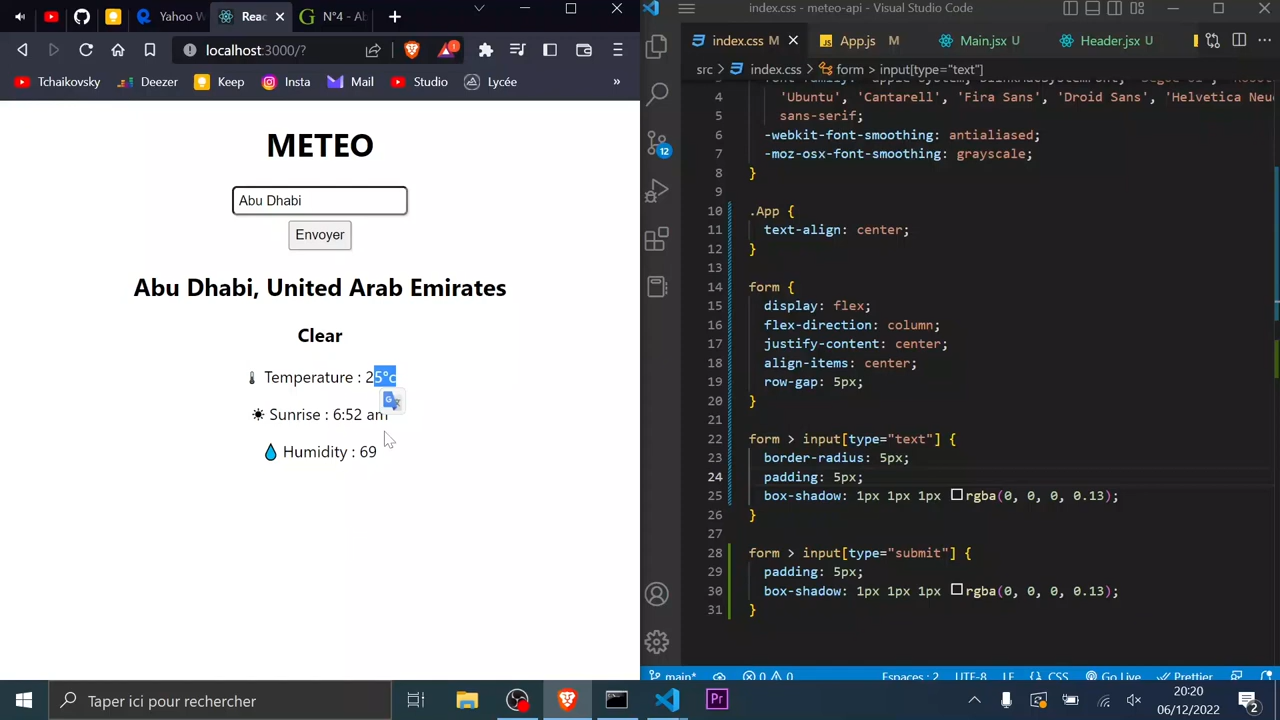 Yahoo W
Reac
N°4 - Ab
localhost:3000/?
1
Tchaikovsky
Deezer
Keep
Insta
Mail
Studio
Lycée
»
METEO
Abu Dhabi
Envoyer
Abu Dhabi, United Arab Emirates
Clear
Temperature : 25°c
Sunrise : 6:52 am
Humidity : 69
index.css - meteo-api - Visual Studio Code
index.css M
App.js M
Main.jsx U
Header.jsx U
src > index.css > form > input[type="text"]
4 'Ubuntu', 'Cantarell', 'Fira Sans', 'Droid Sans', 'Helvetica Neu
5 sans-serif;
6 -webkit-font-smoothing: antialiased;
7 -moz-osx-font-smoothing: grayscale;
8 }
9
10 .App {
11 text-align: center;
12 }
13
14 form {
15 display: flex;
16 flex-direction: column;
17 justify-content: center;
18 align-items: center;
19 row-gap: 5px;
20 }
21
22 form > input[type="text"] {
23 border-radius: 5px;
24 padding: 5px;
25 box-shadow: 1px 1px 1px rgba(0, 0, 0, 0.13);
26 }
27
28 form > input[type="submit"] {
29 padding: 5px;
30 box-shadow: 1px 1px 1px rgba(0, 0, 0, 0.13);
31 }
12
main*
0 0
Espaces : 2
UTF-8
LF
CSS
Go Live
Prettier
Taper ici pour rechercher
Pr
20:20
06/12/2022
2